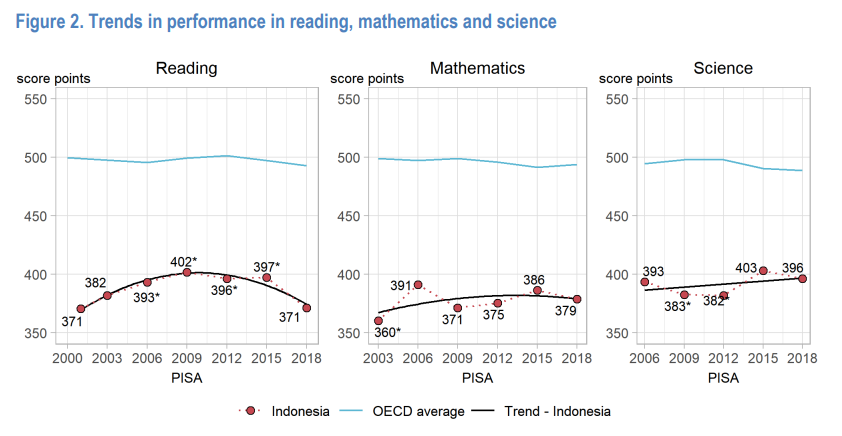 Figure 2. Trends in performance in reading, mathematics and science
Reading
score points
550
500
450
400
350
371
382
393*
402*
396*
397*
371
2000 2003 2006 2009 2012 2015 2018
PISA
Mathematics
score points
550
500
450
400
350
360*
391
371
375
386
379
2003 2006 2009 2012 2015 2018
PISA
Science
score points
550
500
450
400
350
393
383*
382*
403
396
2006 2009 2012 2015 2018
PISA
Indonesia OECD average Trend - Indonesia